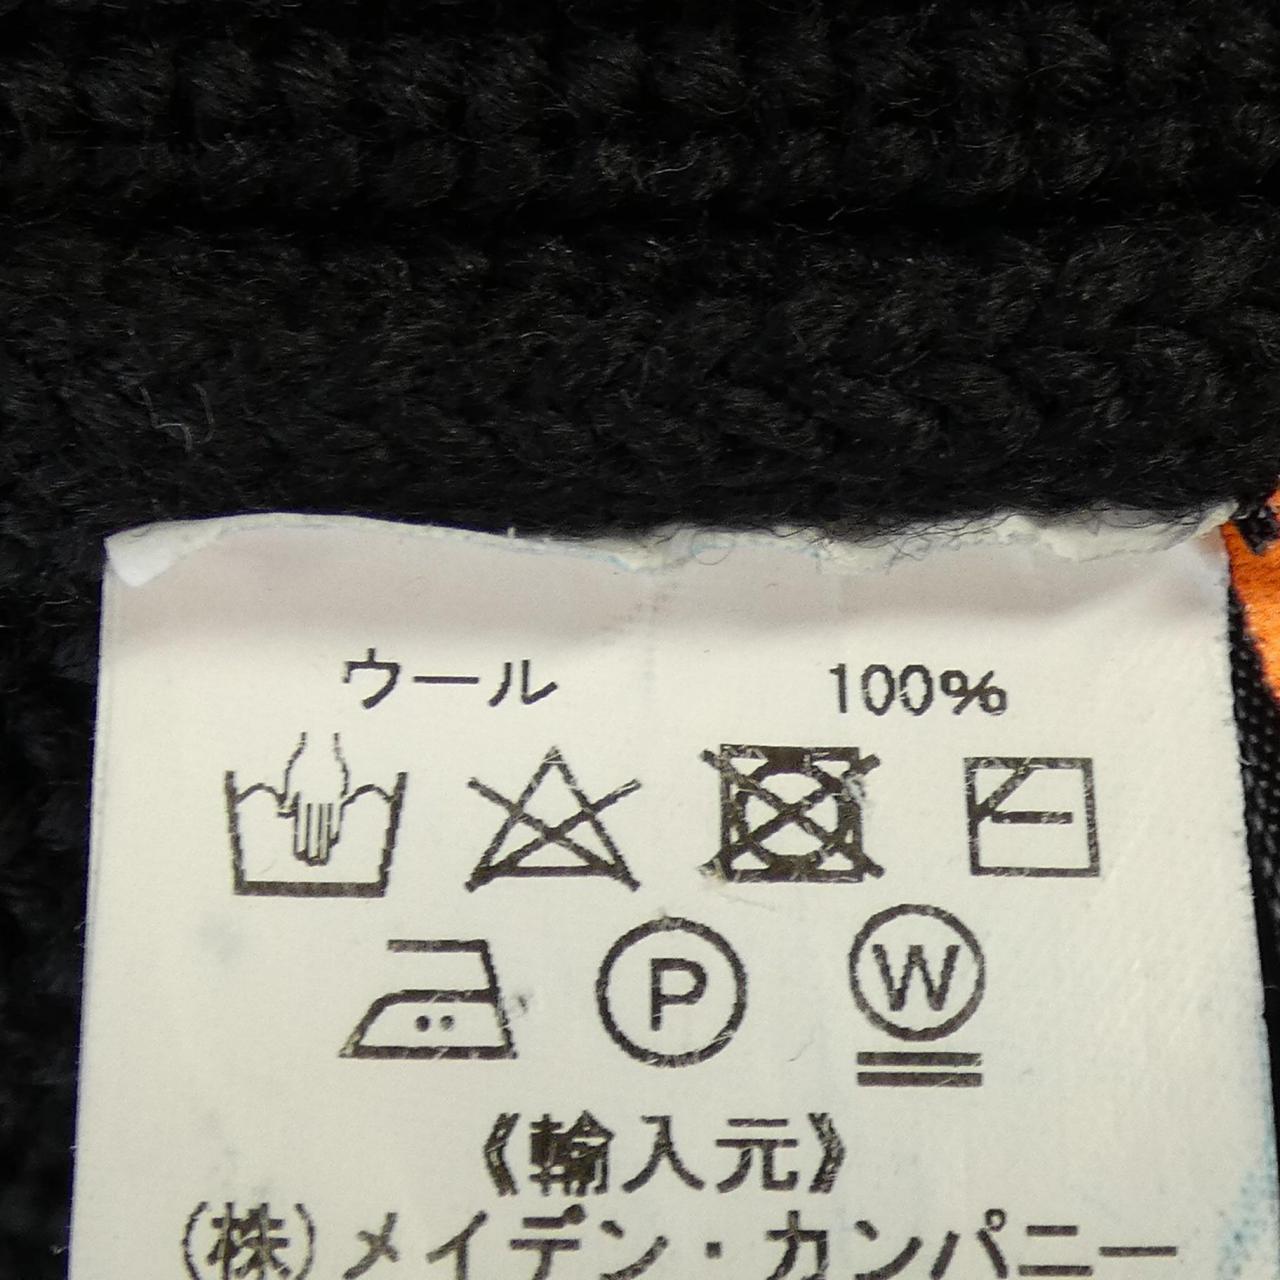 ウール 100%
P W
《輸入元》
(株)メイデン・カンパニー